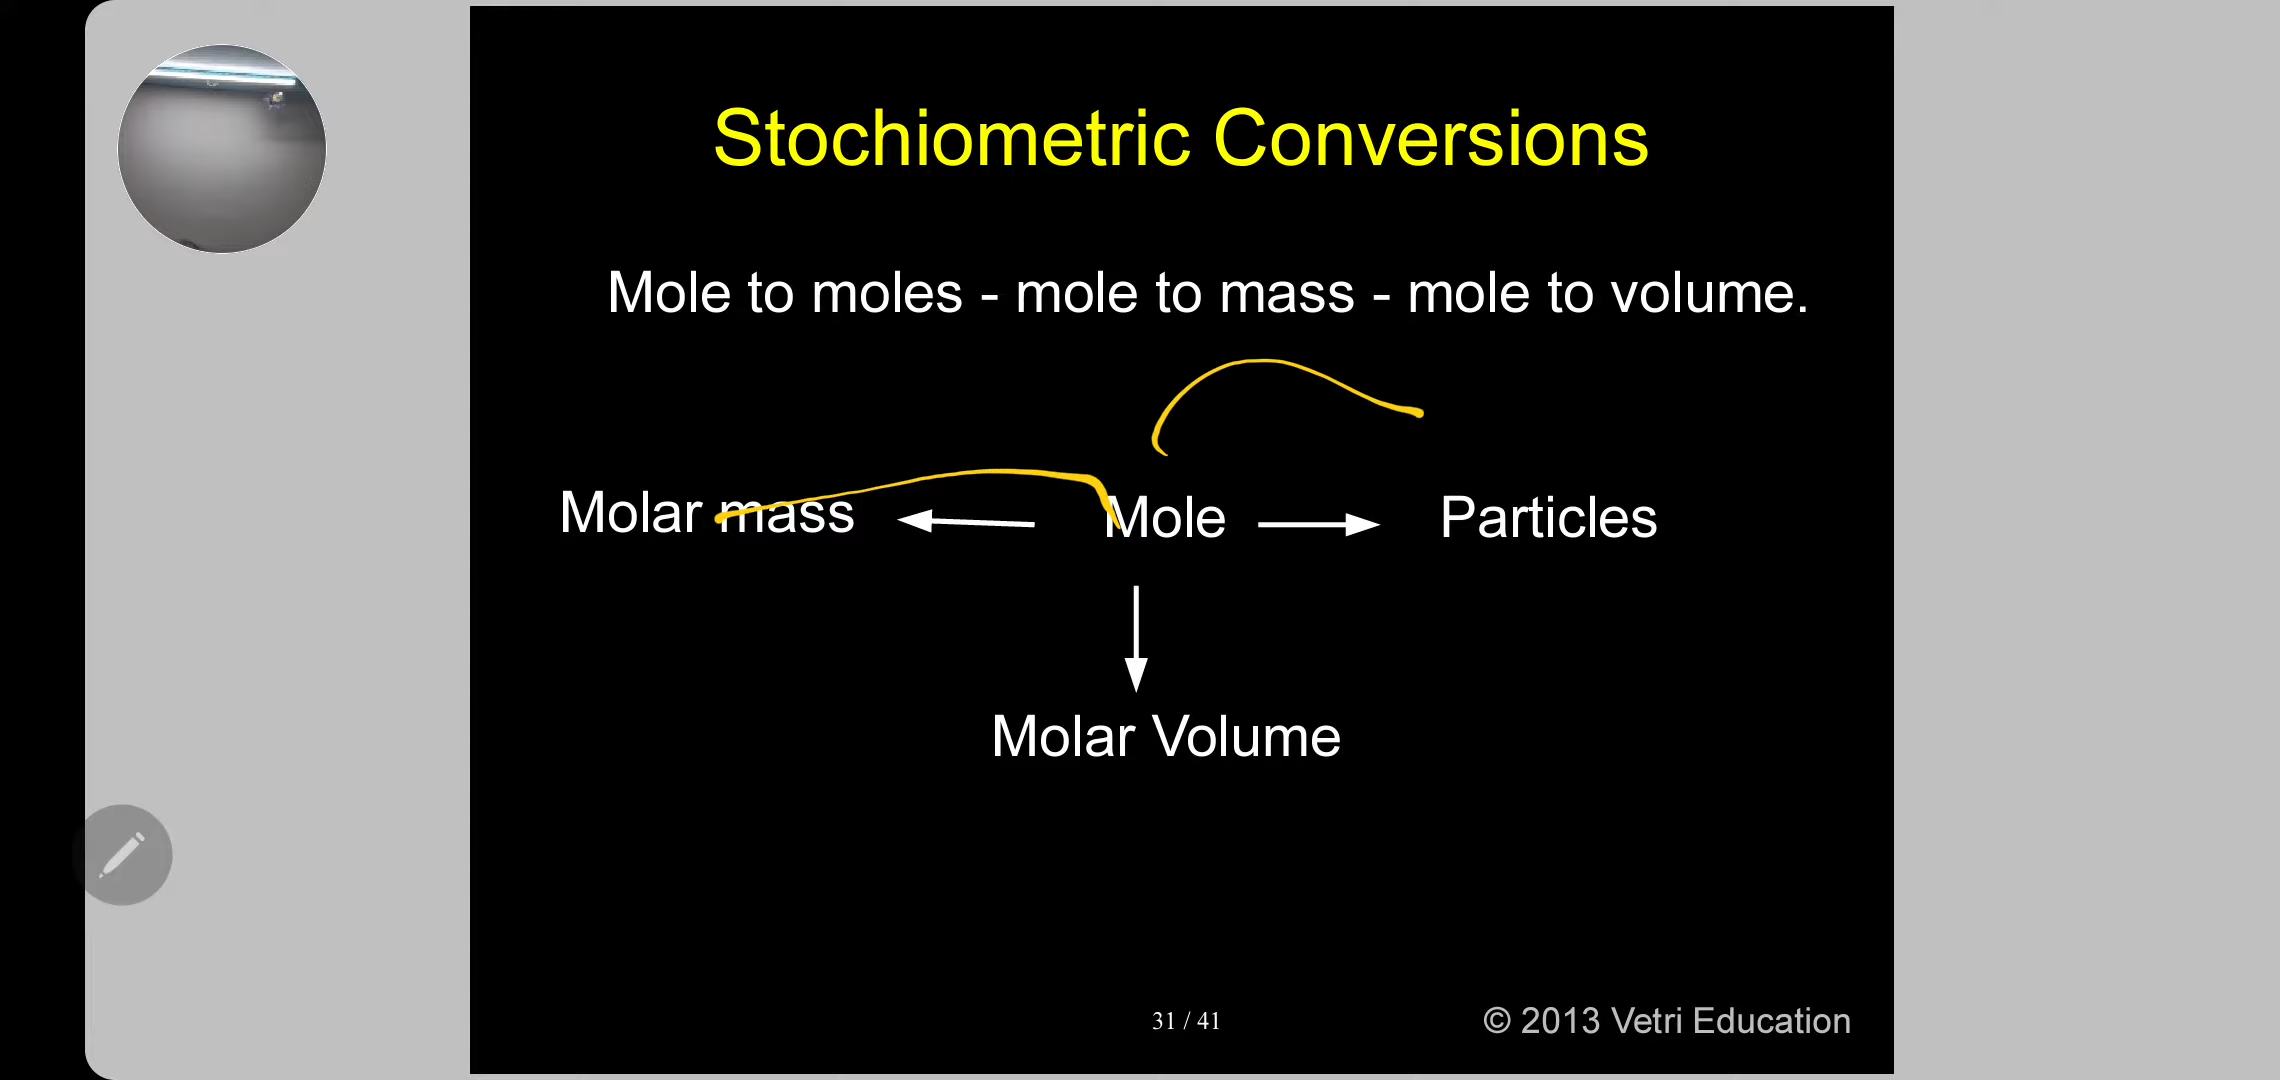 Stochiometric Conversions
Mole to moles - mole to mass - mole to volume.
Molar mass Mole Particles
Molar Volume
31 / 41
© 2013 Vetri Education